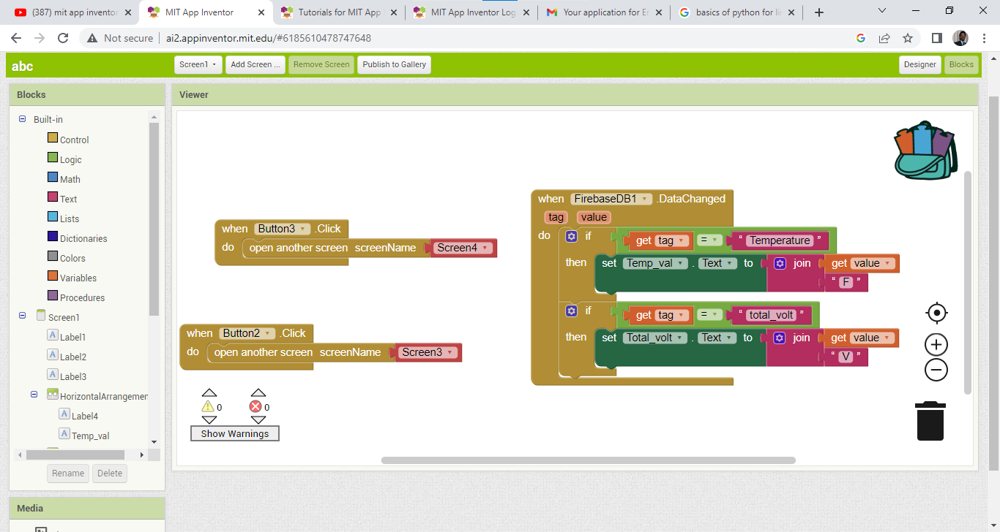 (387) mit app inventor
MIT App Inventor
Tutorials for MIT App
MIT App Inventor Log
Your application for Er
basics of python for lin
Not secure
ai2.appinventor.mit.edu/#6185610478747648
abc
Screen1
Add Screen ...
Remove Screen
Publish to Gallery
Designer
Blocks
Blocks
Viewer
Built-in
Control
Logic
Math
Text
Lists
Dictionaries
Colors
Variables
Procedures
Screen1
Label1
Label2
Label3
HorizontalArrangemen
Label4
Temp_val
Rename
Delete
Media
when Button3 .Click
do open another screen screenName Screen4
when Button2 .Click
do open another screen screenName Screen3
0 0
Show Warnings
when FirebaseDB1 .DataChanged
tag value
do if get tag = " Temperature "
then set Temp_val . Text to join get value
" F "
if get tag = " total_volt "
then set Total_volt . Text to join get value
" V "